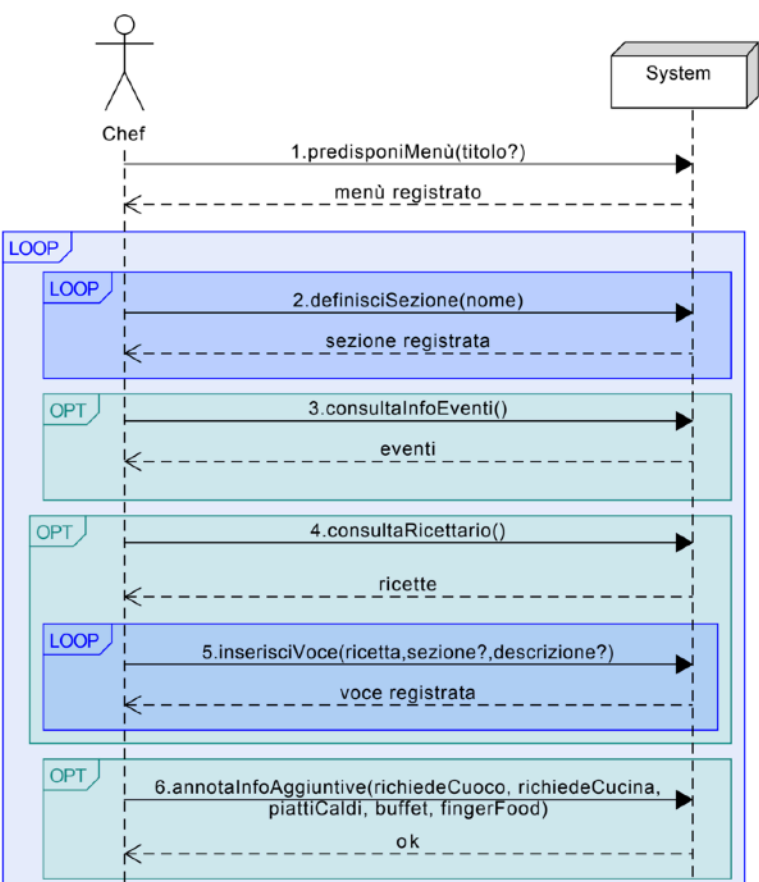 System
Chef
1.predisponiMenù(titolo?)
menù registrato
LOOP
LOOP
2.definisciSezione(nome)
sezione registrata
OPT
3.consultaInfoEventi()
eventi
OPT
4.consultaRicettario()
ricette
LOOP
5.inserisciVoce(ricetta,sezione?,descrizione?)
voce registrata
OPT
6.annotaInfoAggiuntive(richiedeCuoco, richiedeCucina,
piattiCaldi, buffet, fingerFood)
ok